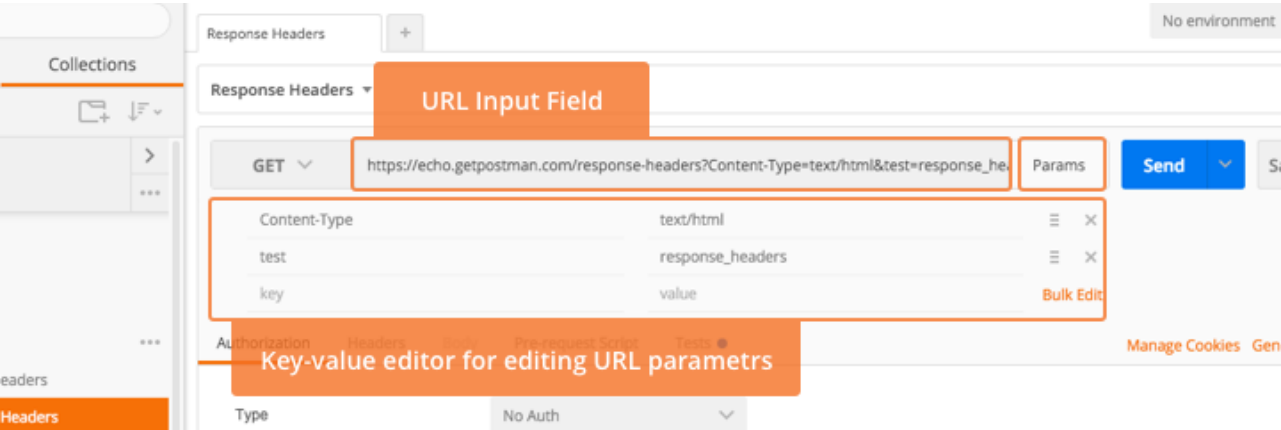 No environment
Response Headers +
Collections
Response Headers
URL Input Field
GET https://echo.getpostman.com/response-headers?Content-Type=text/html&test=response_hea Params Send Sa
Content-Type text/html
test response_headers
key value Bulk Edit
Authorization Headers Body Pre-request Script Tests
Manage Cookies Gen
Key-value editor for editing URL parametrs
eaders
Headers
Type No Auth